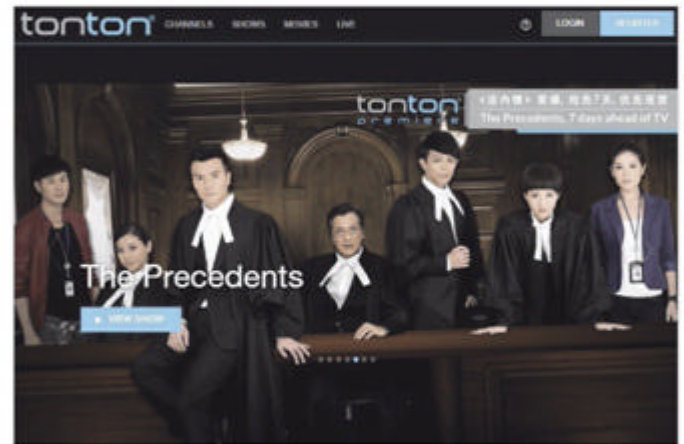 tonton
CHANNELS SHOWS MOVIES LIVE
LOGIN
REGISTER
tonton
premiere
The Precedents, 7 days ahead of TV
The Precedents
VIEW SHOW